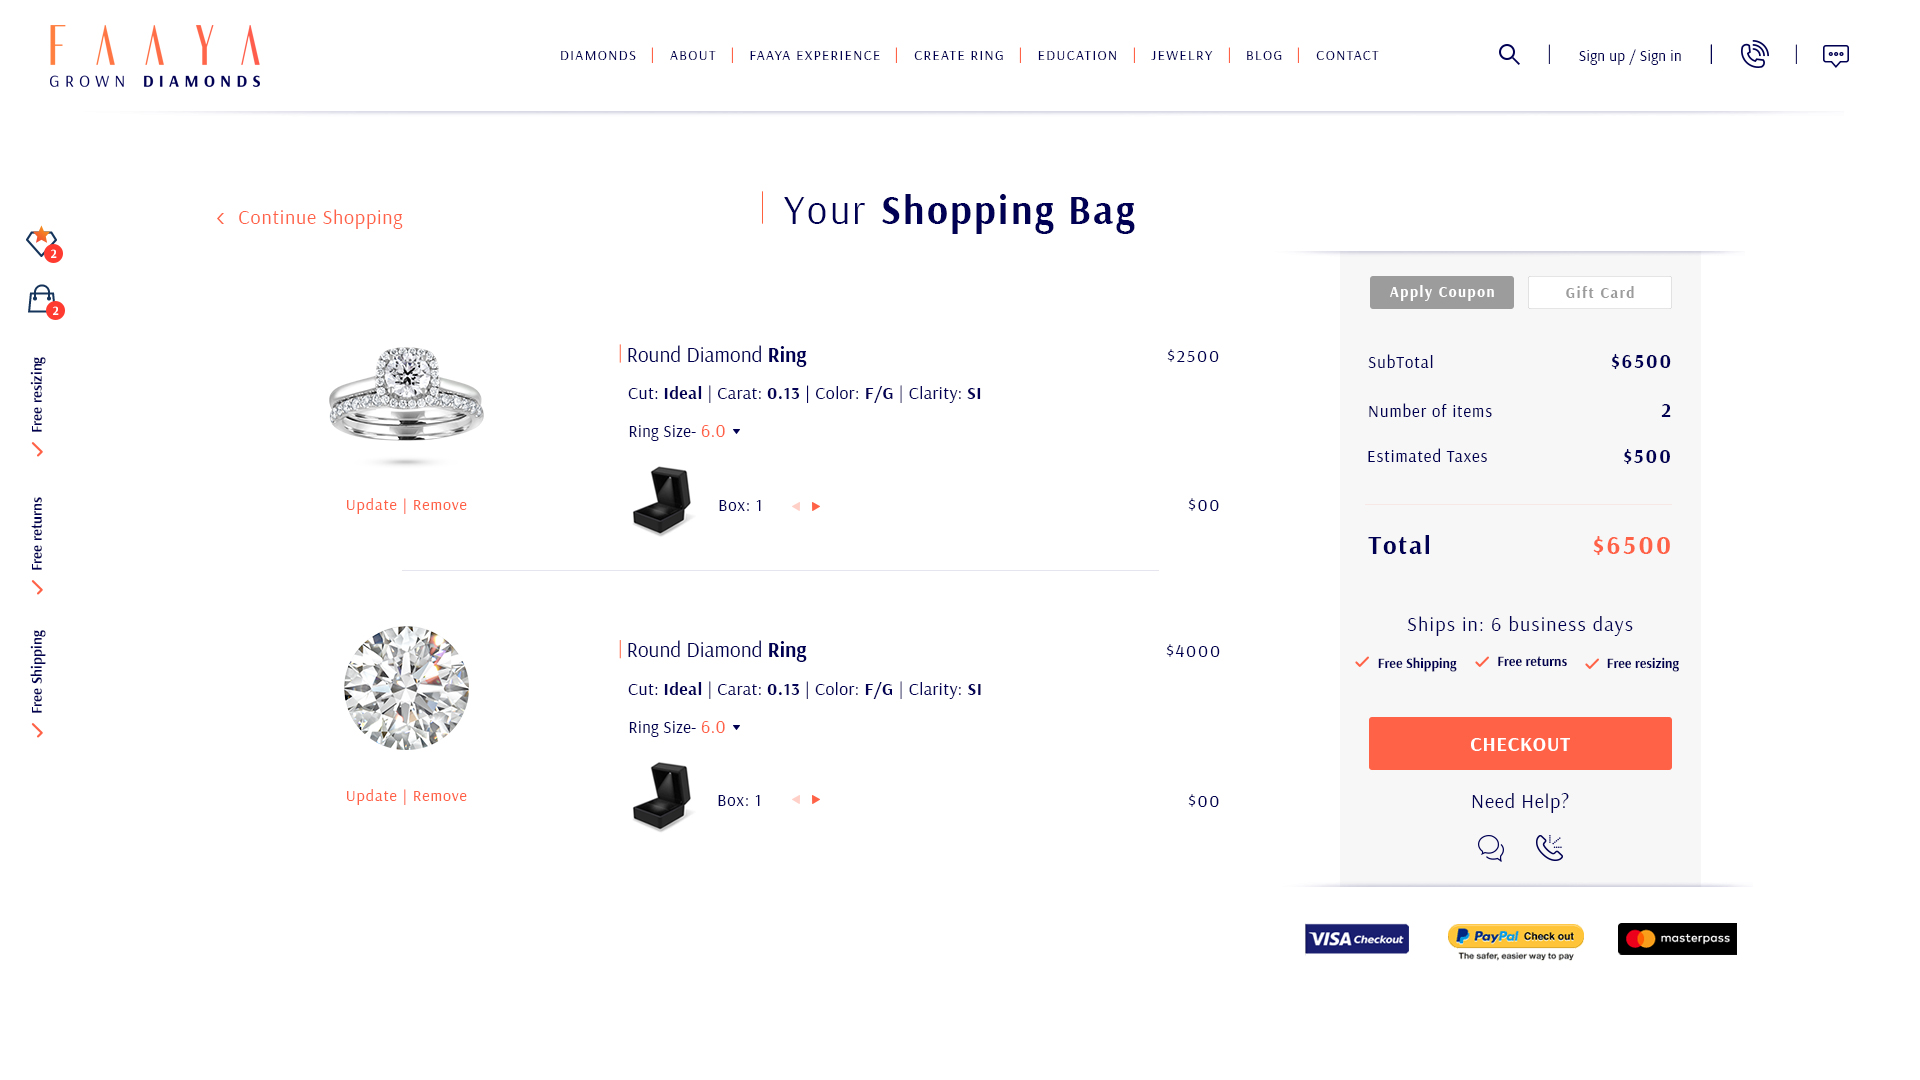 FAAYA
GROWN DIAMONDS
DIAMONDS | ABOUT | FAAYA EXPERIENCE | CREATE RING | EDUCATION | JEWELRY | BLOG | CONTACT
Sign up / Sign in
Continue Shopping
Your Shopping Bag
2
2
Free resizing
Free returns
Free Shipping
Round Diamond Ring
$2500
Cut: Ideal | Carat: 0.13 | Color: F/G | Clarity: SI
Ring Size- 6.0
Update | Remove
Box: 1
$00
Round Diamond Ring
$4000
Cut: Ideal | Carat: 0.13 | Color: F/G | Clarity: SI
Ring Size- 6.0
Update | Remove
Box: 1
$00
Apply Coupon
Gift Card
SubTotal $6500
Number of items 2
Estimated Taxes $500
Total $6500
Ships in: 6 business days
Free Shipping
Free returns
Free resizing
CHECKOUT
Need Help?
VISA Checkout
PayPal Check out
The safer, easier way to pay
masterpass